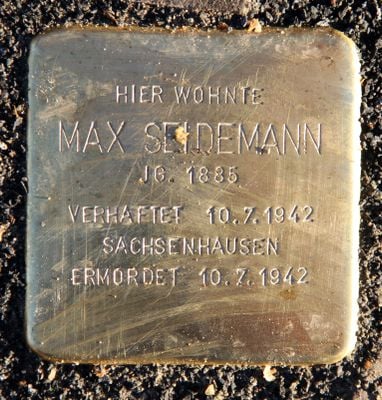 HIER WOHNTE
MAX SEIDEMANN
JG. 1885
VERHAFTET 10.7.1942
SACHSENHAUSEN
ERMORDET 10.7.1942